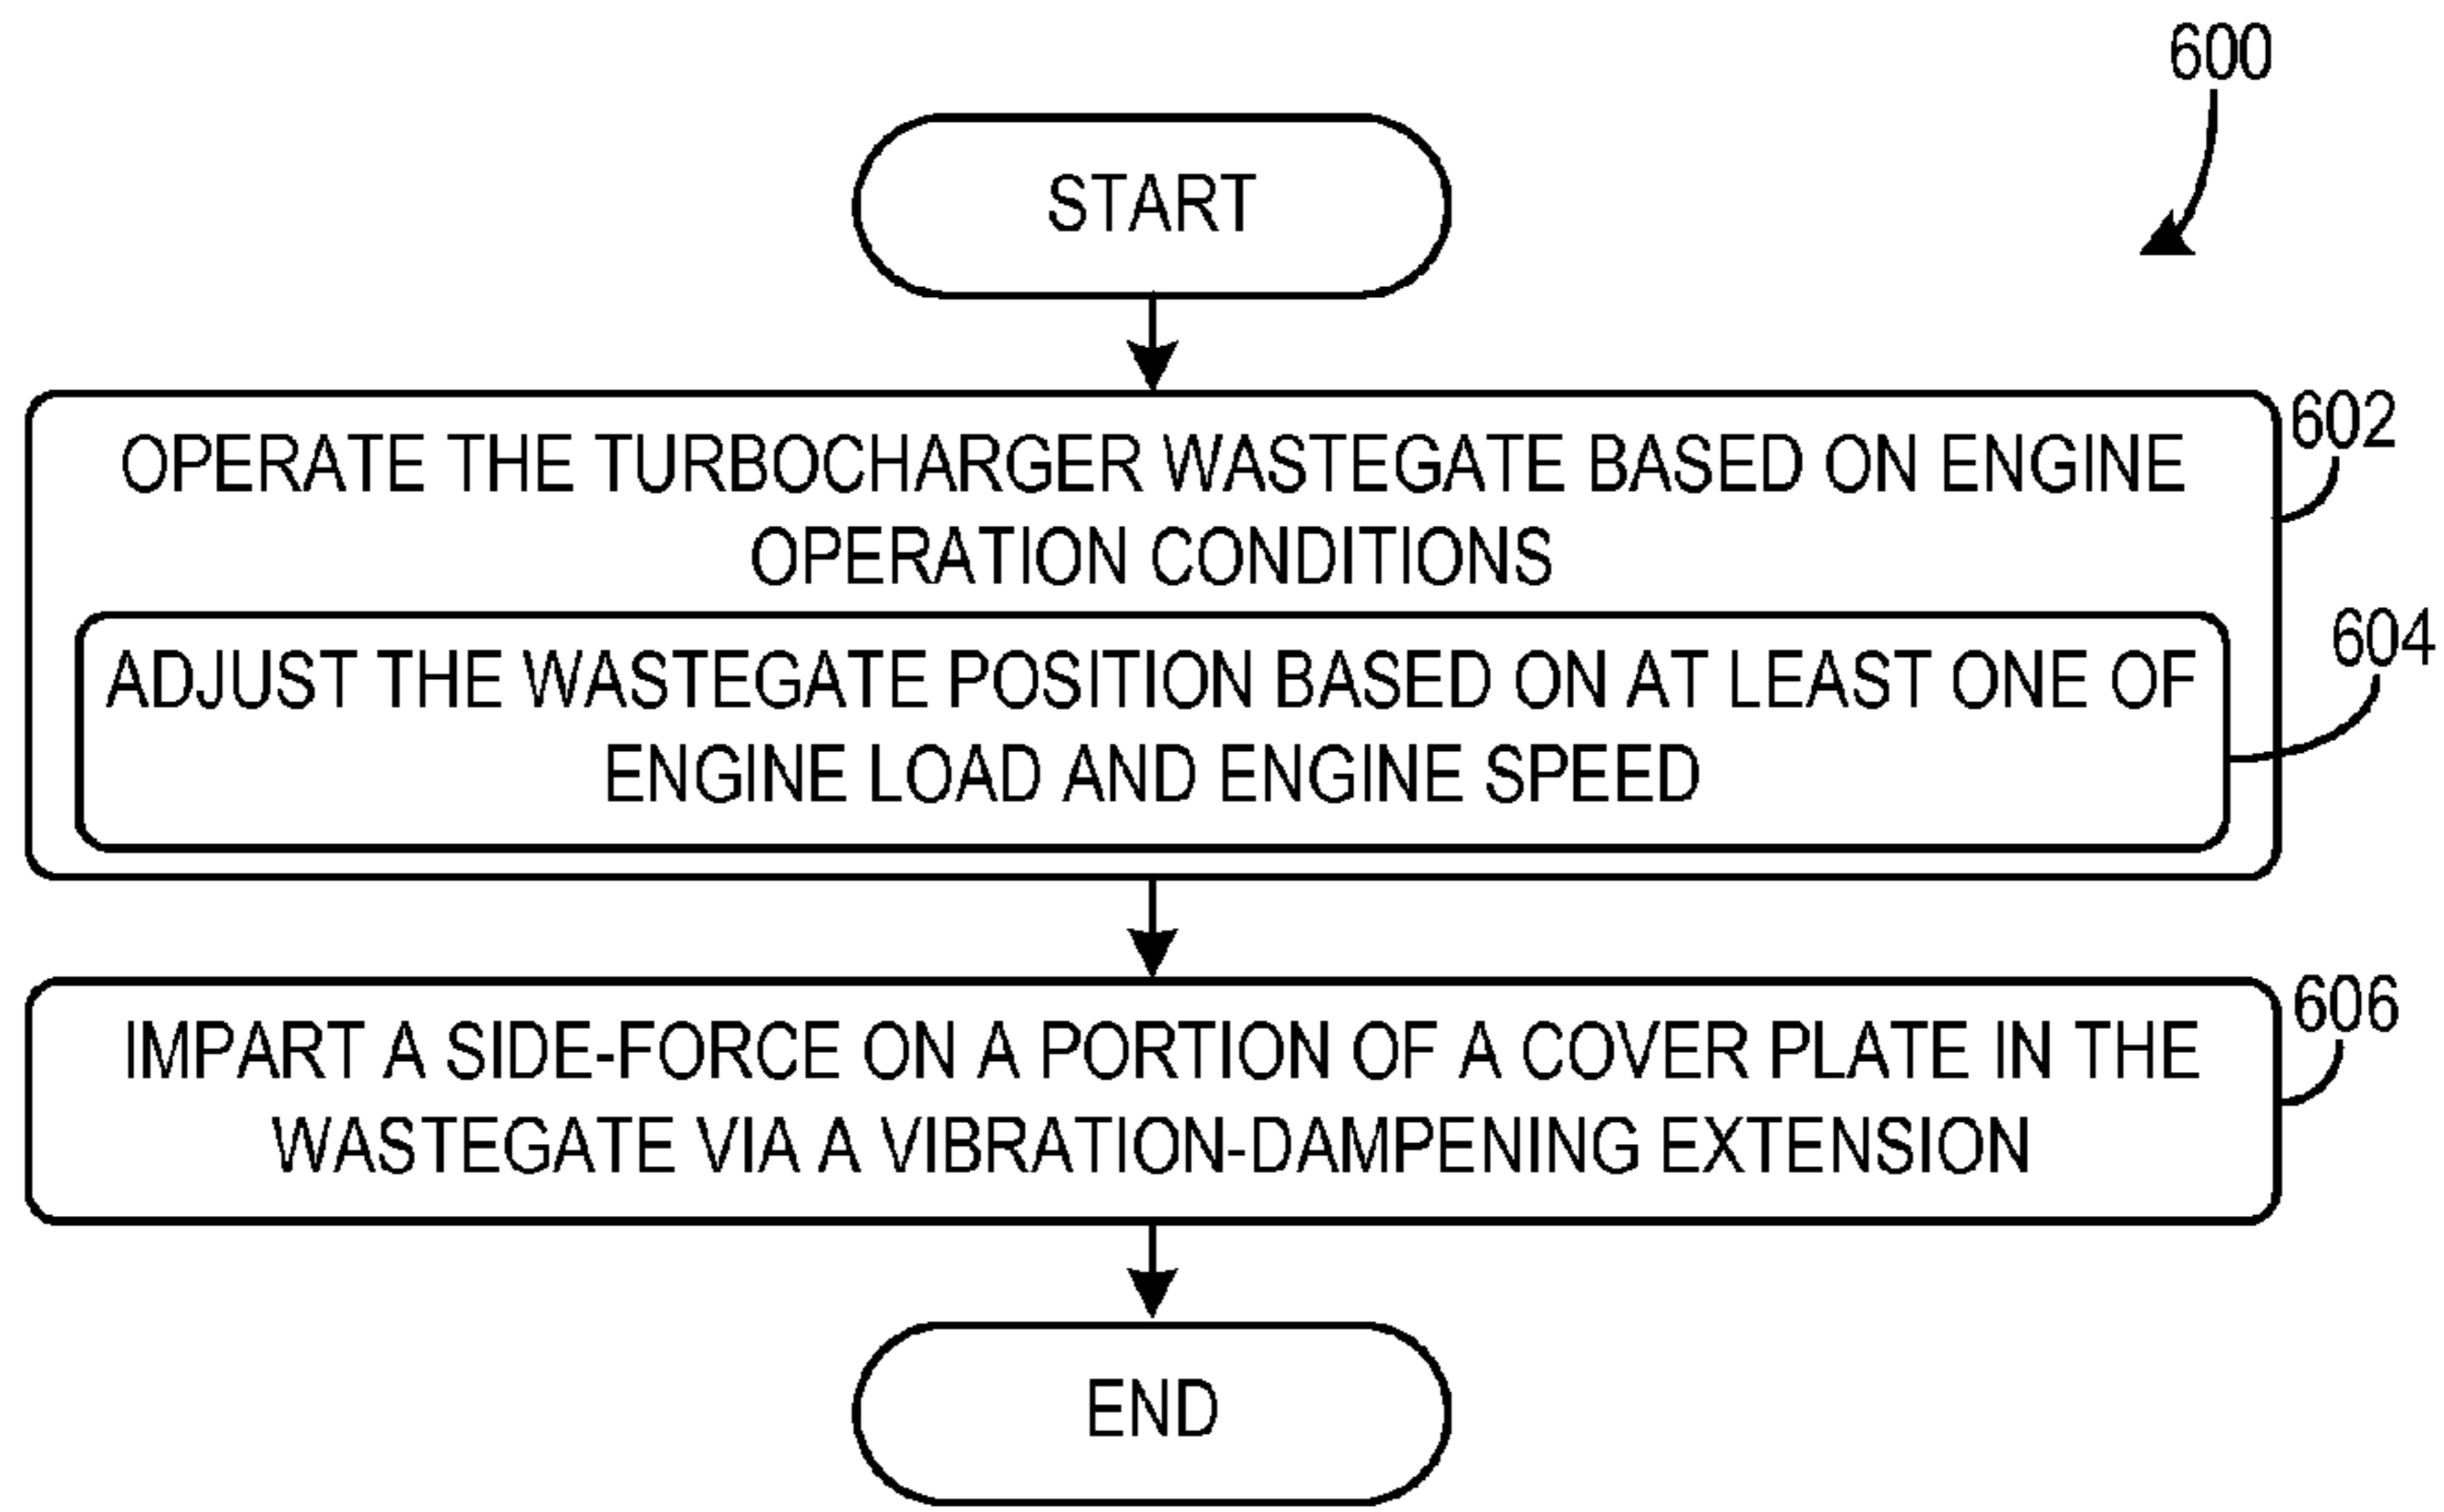 600
START
OPERATE THE TURBOCHARGER WASTEGATE BASED ON ENGINE
OPERATION CONDITIONS
602
ADJUST THE WASTEGATE POSITION BASED ON AT LEAST ONE OF
ENGINE LOAD AND ENGINE SPEED
604
IMPART A SIDE-FORCE ON A PORTION OF A COVER PLATE IN THE
WASTEGATE VIA A VIBRATION-DAMPENING EXTENSION
606
END